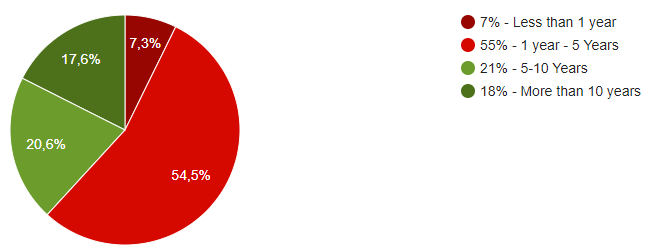 7,3%
17,6%
20,6%
54,5%
7% - Less than 1 year
55% - 1 year - 5 Years
21% - 5-10 Years
18% - More than 10 years